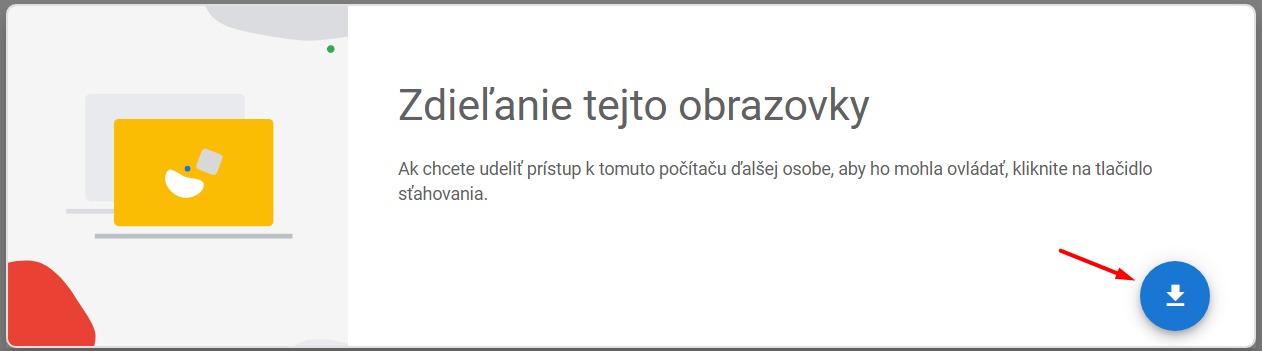 Zdieľanie tejto obrazovky
Ak chcete udeliť prístup k tomuto počítaču ďalšej osobe, aby ho mohla ovládať, kliknite na tlačidlo
sťahovania.